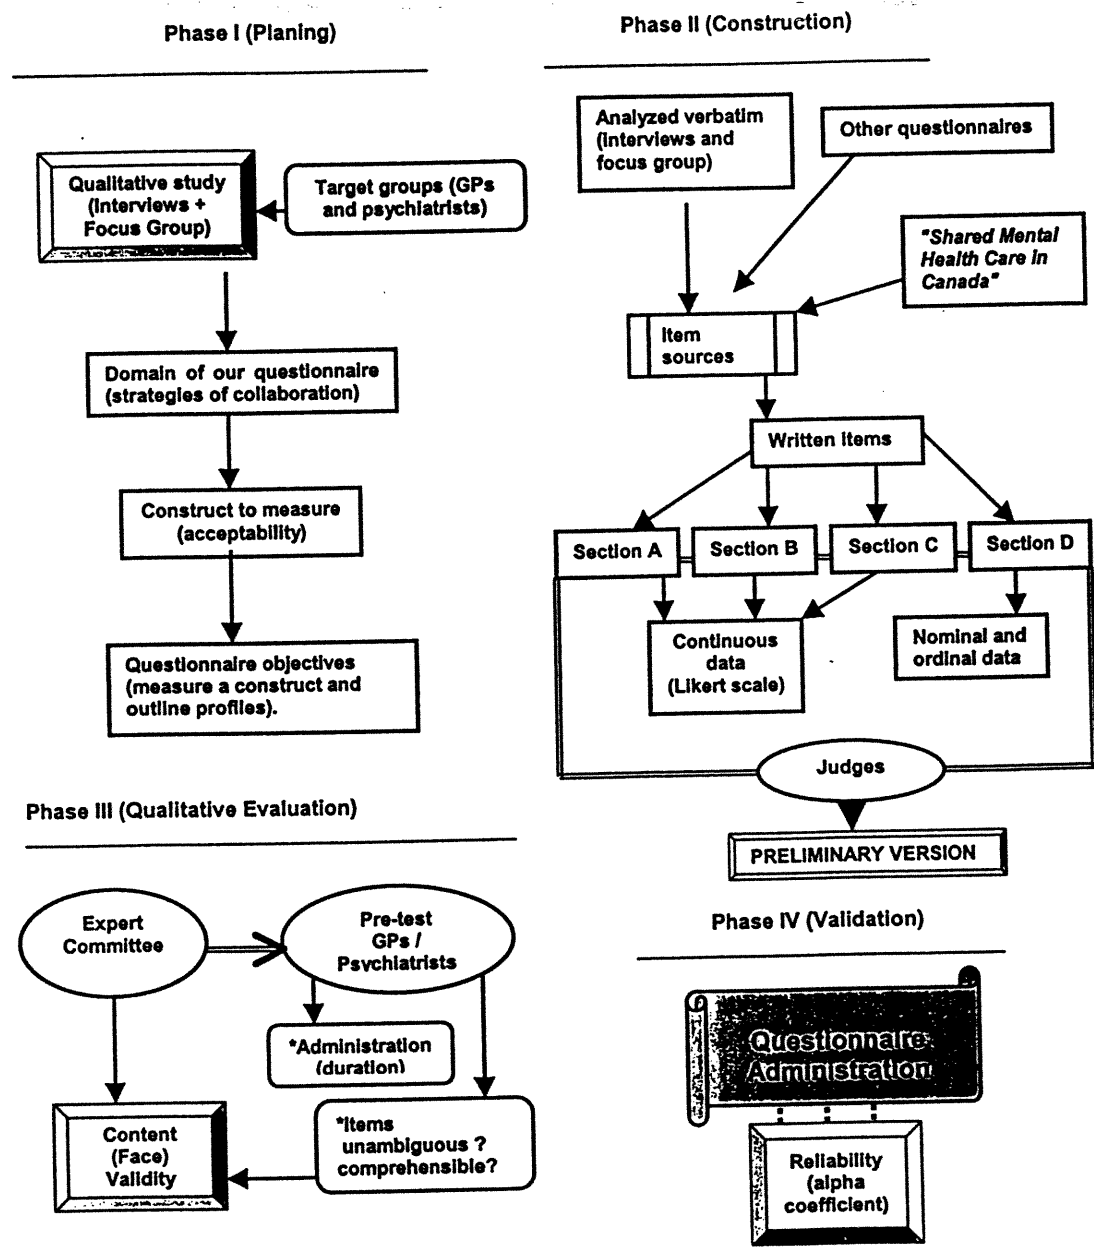 Phase I (Planing)
Qualitative study
(Interviews +
Focus Group)
Target groups (GPs
and psychiatrists)
Domain of our questionnaire
(strategies of collaboration)
Construct to measure
(acceptability)
Questionnaire objectives
(measure a construct and
outline profiles).
Phase II (Construction)
Analyzed verbatim
(Interviews and
focus group)
Other questionnaires
"Shared Mental
Health Care in
Canada"
Item
sources
Written Items
Section A
Section B
Section C
Section D
Continuous
data
(Likert scale)
Nominal and
ordinal data
Judges
PRELIMINARY VERSION
Phase III (Qualitative Evaluation)
Expert
Committee
Pre-test
GPs /
Psychiatrists
*Administration
(duration)
*Items
unambiguous ?
comprehensible?
Content
(Face)
Validity
Phase IV (Validation)
Questionnaire
Administration
Reliability
(alpha
coefficient)